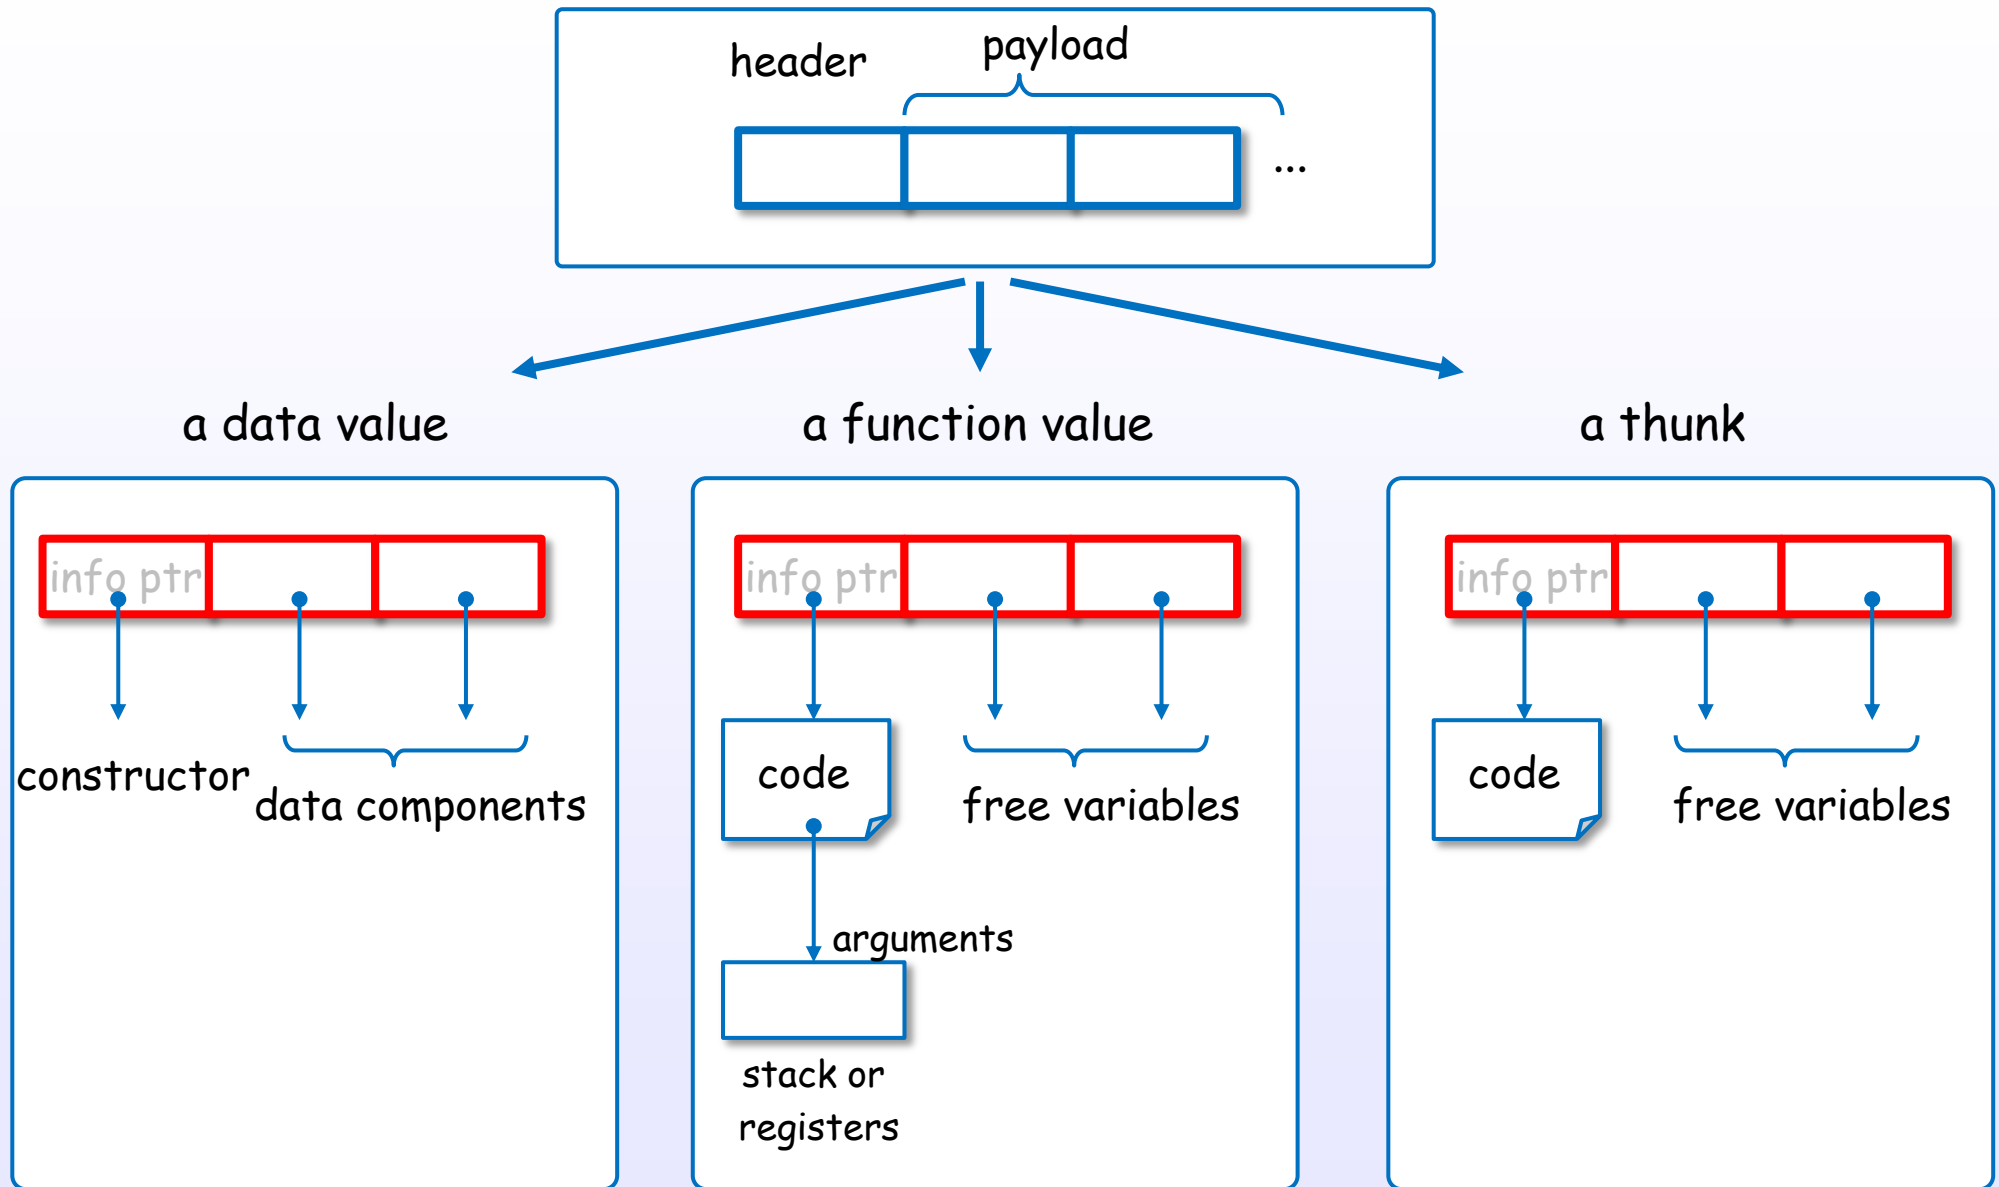 header
payload
...
a data value
a function value
a thunk
info ptr
info ptr
info ptr
constructor
data components
code
free variables
code
free variables
arguments
stack or
registers